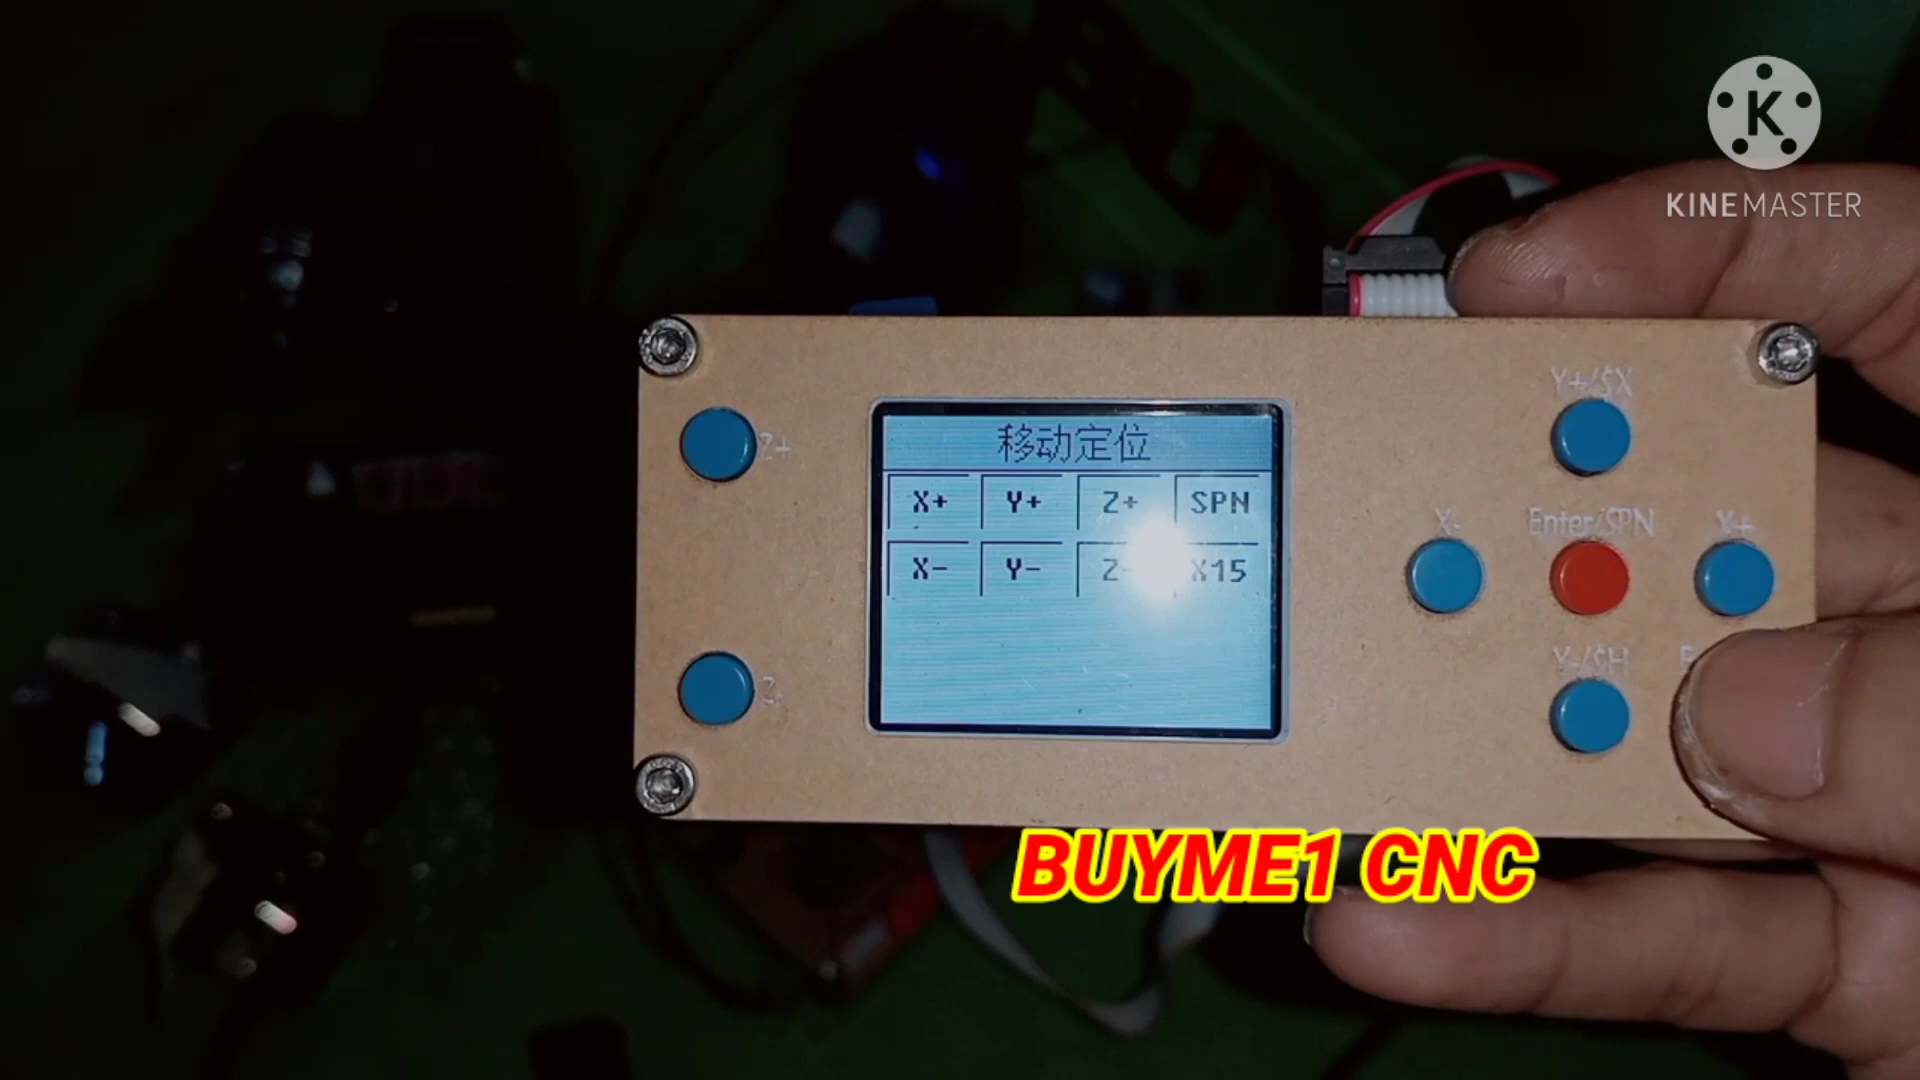 K
KINEMASTER
Y+/SX
Z+
移动定位
X+ Y+ Z+ SPN
X- Enter/SPN X+
X- Y- Z- X15
Y-/SH
BUYME1 CNC